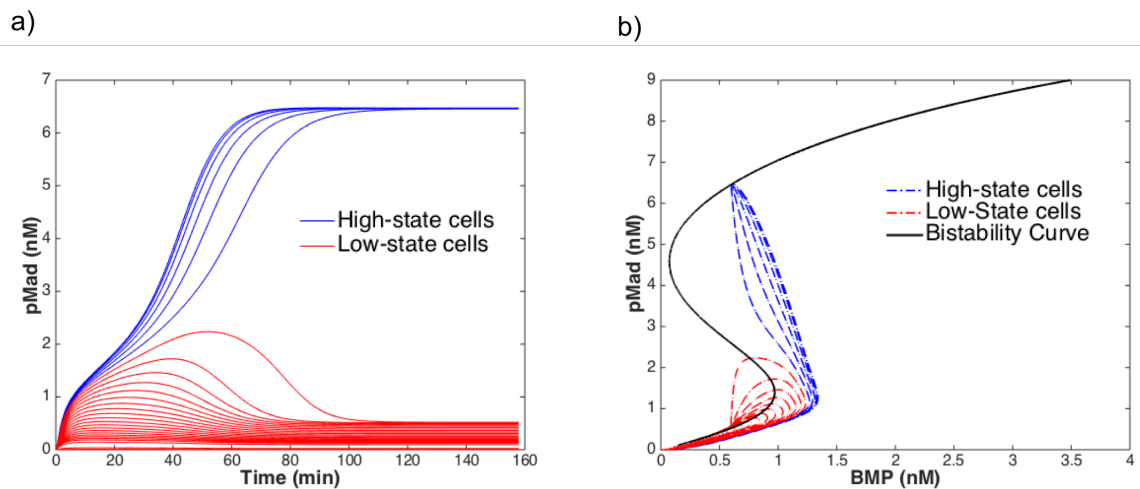 a)
b)
7
6
5
4
3
2
1
0
pMad (nM)
High-state cells
Low-state cells
0 20 40 60 80 100 120 140 160
Time (min)
9
8
7
6
5
4
3
2
1
0
pMad (nM)
High-state cells
Low-State cells
Bistability Curve
0 0.5 1 1.5 2 2.5 3 3.5 4
BMP (nM)